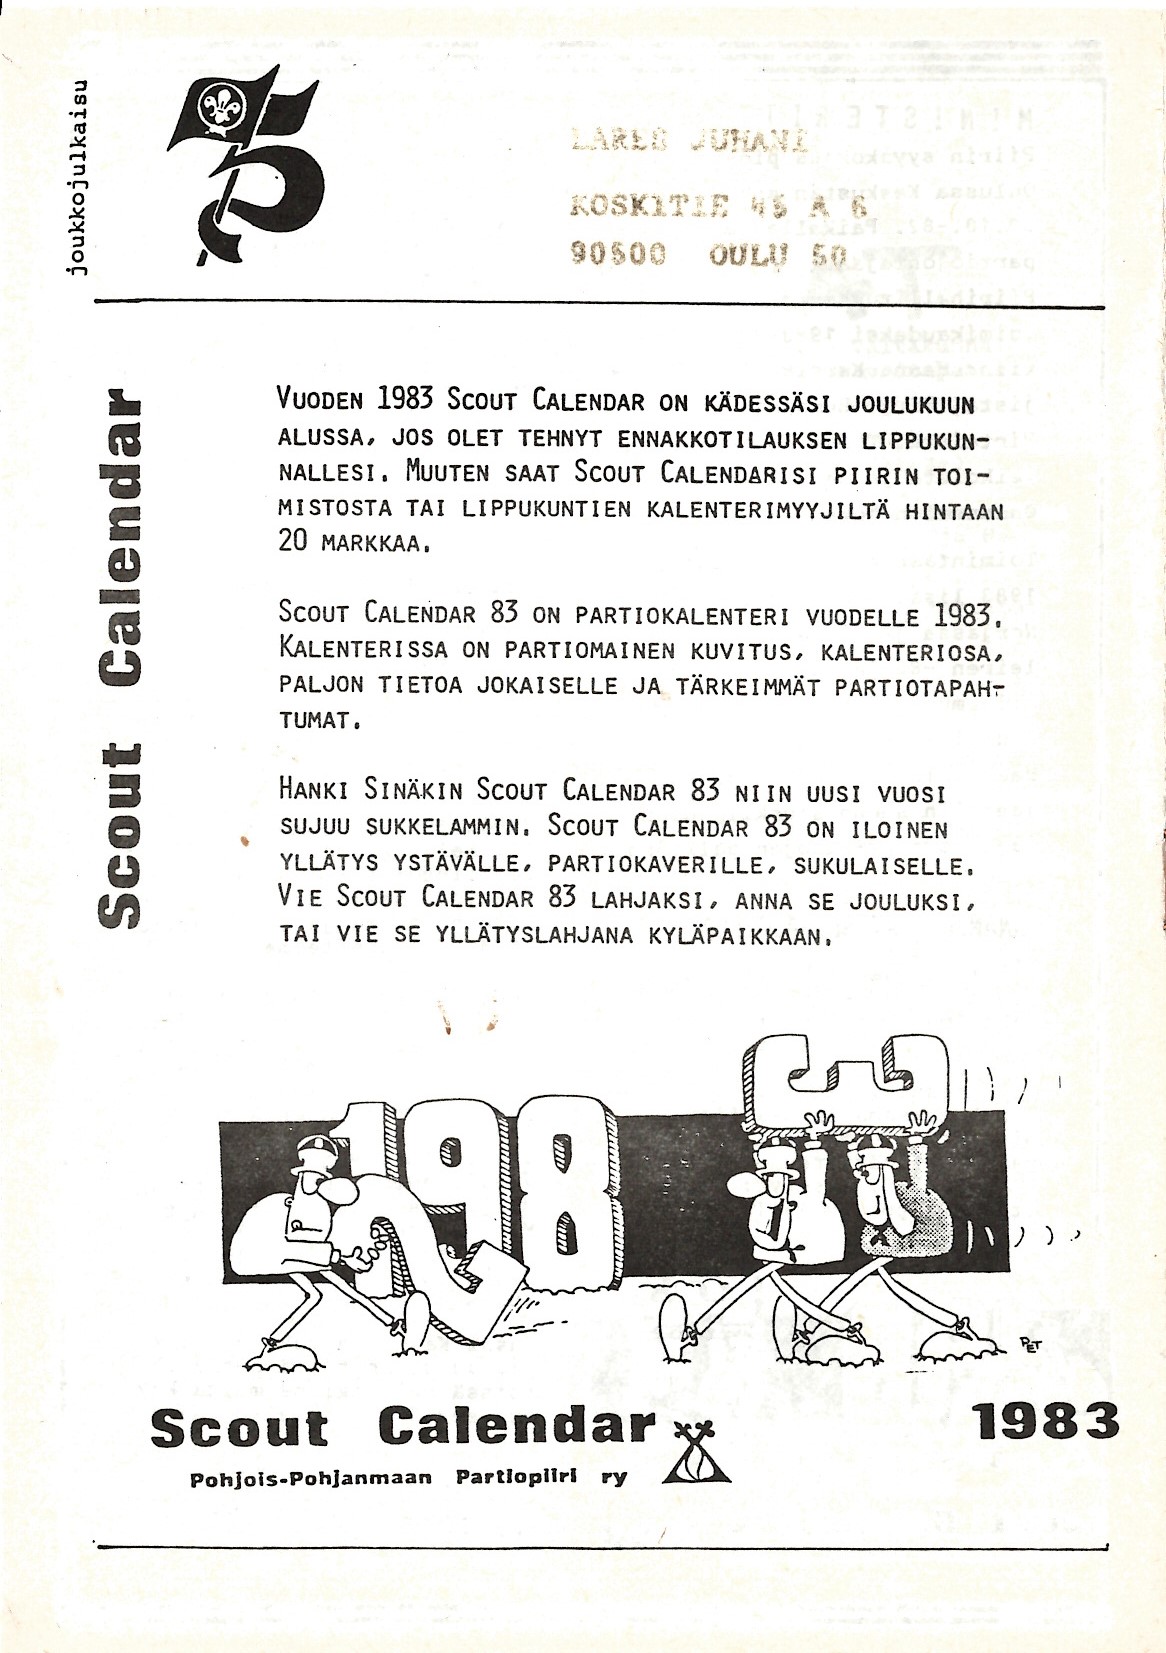 joukkojulkaisu
LARES JUHANI
KOSKITIE 45 A 6
90500 OULU 50
Scout Calendar
VUODEN 1983 SCOUT CALENDAR ON KÄDESSÄSI JOULUKUUN
ALUSSA, JOS OLET TEHNYT ENNAKKOTILAUKSEN LIPPUKUN-
NALLESI. MUUTEN SAAT SCOUT CALENDARISI PIIRIN TOI-
MISTOSTA TAI LIPPUKUNTIEN KALENTERIMYYJILTÄ HINTAAN
20 MARKKAA.
SCOUT CALENDAR 83 ON PARTIOKALENTERI VUODELLE 1983.
KALENTERISSA ON PARTIOMAINEN KUVITUS, KALENTERIOSA,
PALJON TIETOA JOKAISELLE JA TÄRKEIMMÄT PARTIOTAPAH-
TUMAT.
HANKI SINÄKIN SCOUT CALENDAR 83 NIIN UUSI VUOSI
SUJUU SUKKELAMMIN. SCOUT CALENDAR 83 ON ILOINEN
YLLÄTYS YSTÄVÄLLE, PARTIOKAVERILLE, SUKULAISELLE.
VIE SCOUT CALENDAR 83 LAHJAKSI, ANNA SE JOULUKSI,
TAI VIE SE YLLÄTYSLAHJANA KYLÄPAIKKAAN.
198
2
3
PET
Scout Calendar 1983
Pohjois-Pohjanmaan Partiopiiri ry